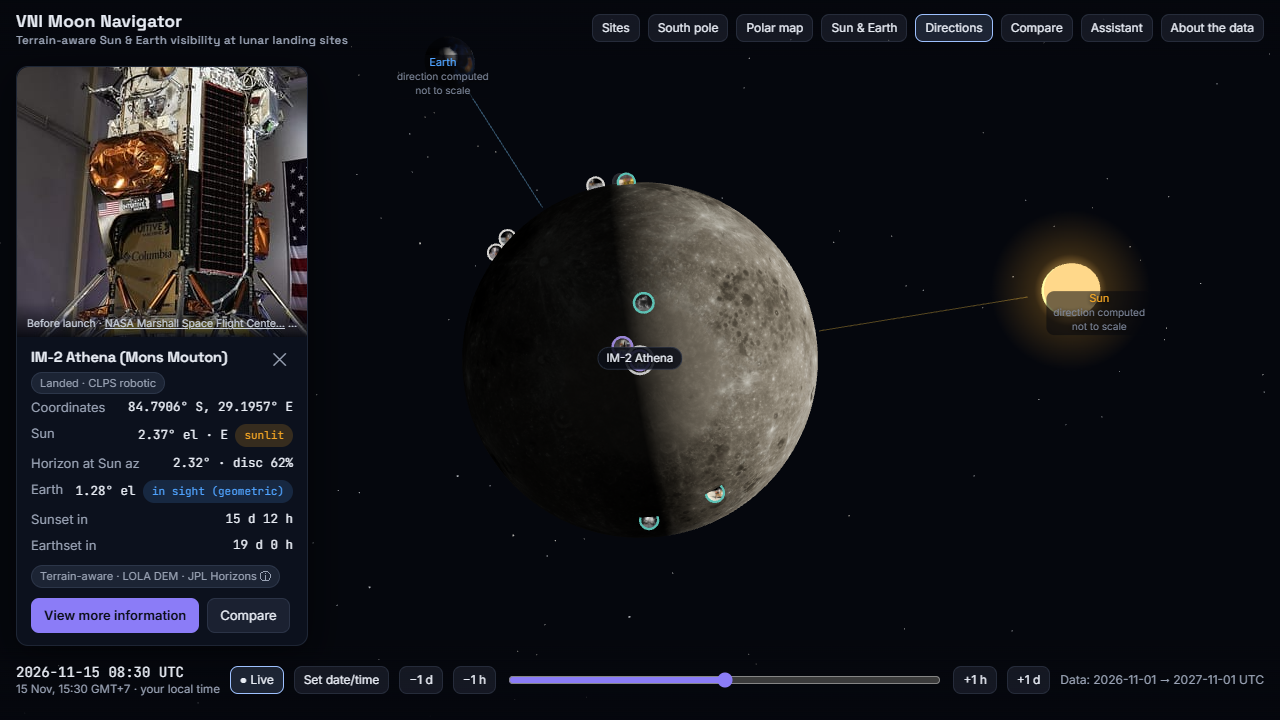 VNI Moon Navigator
Terrain-aware Sun & Earth visibility at lunar landing sites
Sites
South pole
Polar map
Sun & Earth
Directions
Compare
Assistant
About the data
Earth
direction computed
not to scale
Columbia
Before launch · NASA Marshall Space Flight Cente... ...
Sun
direction computed
not to scale
IM-2 Athena
IM-2 Athena (Mons Mouton)
Landed · CLPS robotic
Coordinates 84.7906° S, 29.1957° E
Sun 2.37° el · E sunlit
Horizon at Sun az 2.32° · disc 62%
Earth 1.28° el in sight (geometric)
Sunset in 15 d 12 h
Earthset in 19 d 0 h
Terrain-aware · LOLA DEM · JPL Horizons ⓘ
View more information
Compare
2026-11-15 08:30 UTC
15 Nov, 15:30 GMT+7 · your local time
● Live
Set date/time
−1 d
−1 h
+1 h
+1 d
Data: 2026-11-01 → 2027-11-01 UTC